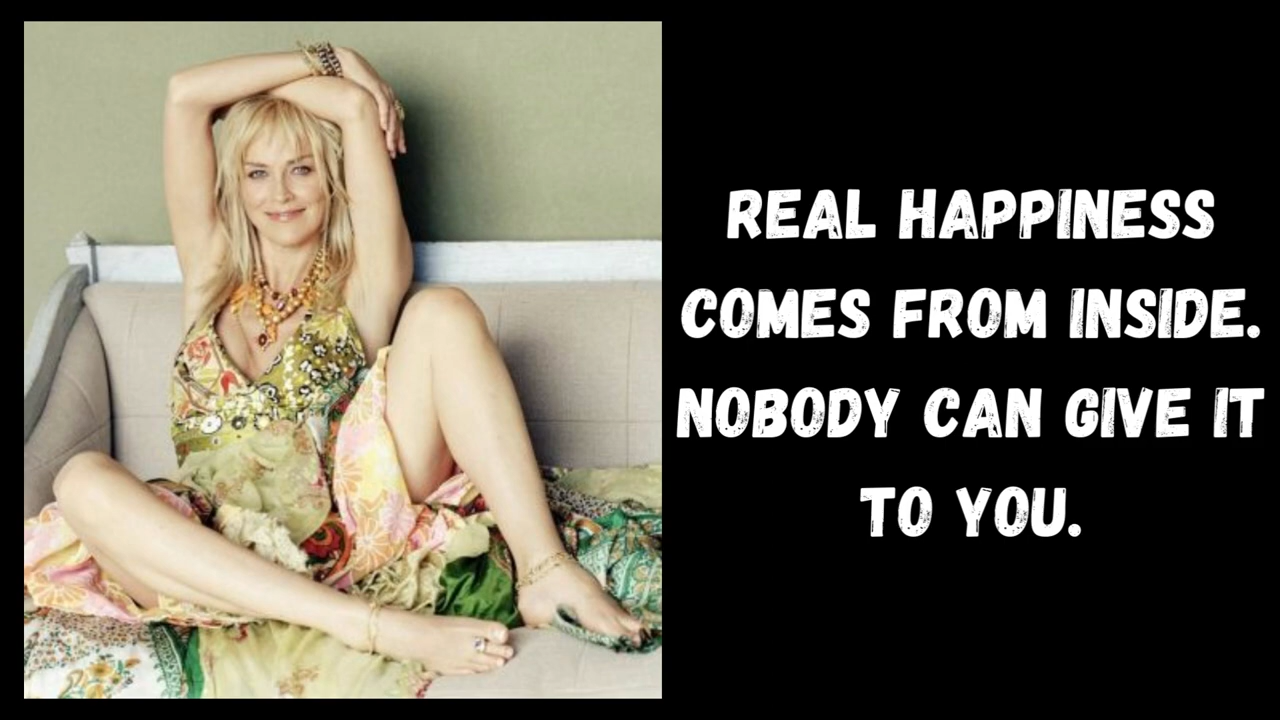 REAL HAPPINESS
COMES FROM INSIDE.
NOBODY CAN GIVE IT
TO YOU.